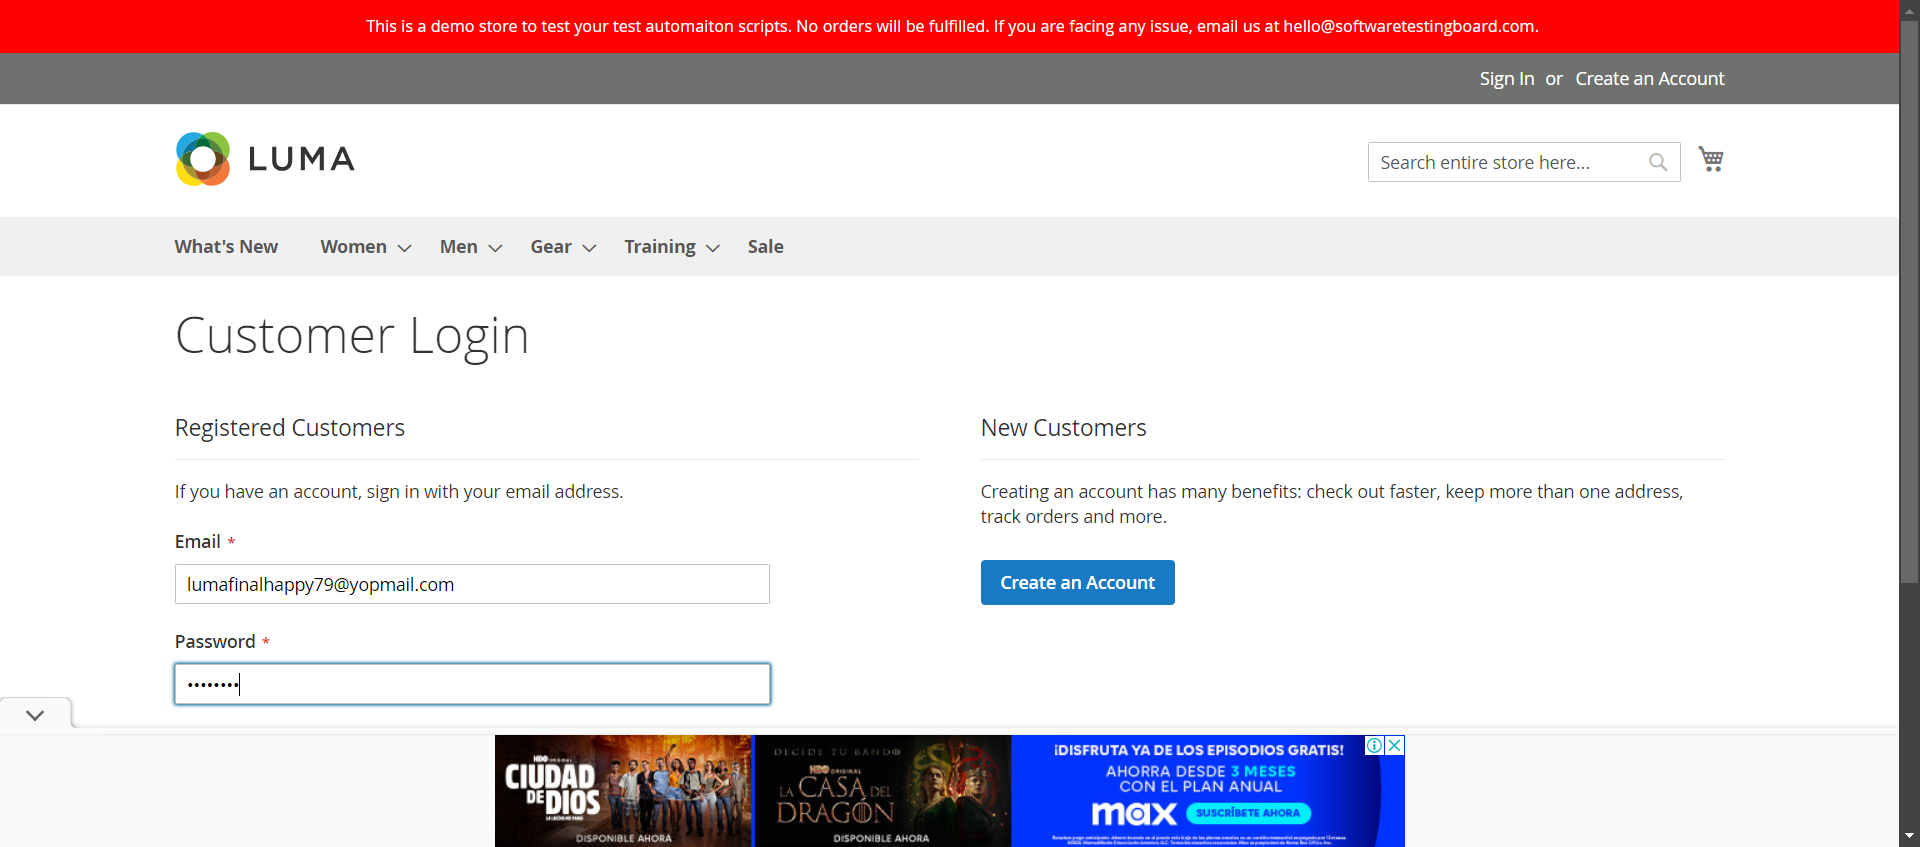 This is a demo store to test your test automaiton scripts. No orders will be fulfilled. If you are facing any issue, email us at hello@softwaretestingboard.com.
Sign In or Create an Account
LUMA
Search entire store here...
What's New Women Men Gear Training Sale
Customer Login
Registered Customers
If you have an account, sign in with your email address.
Email *
lumafinalhappy79@yopmail.com
Password *
••••••••
New Customers
Creating an account has many benefits: check out faster, keep more than one address,
track orders and more.
Create an Account
HBO ORIGINAL
CIUDAD
DE DIOS
LA LUCHA NO PARA
DISPONIBLE AHORA
DECIDE TU BANDO
HBO ORIGINAL
LA CASA DEL
DRAGÓN
DISPONIBLE AHORA
¡DISFRUTA YA DE LOS EPISODIOS GRATIS!
AHORRA DESDE 3 MESES
CON EL PLAN ANUAL
max SUSCRÍBETE AHORA